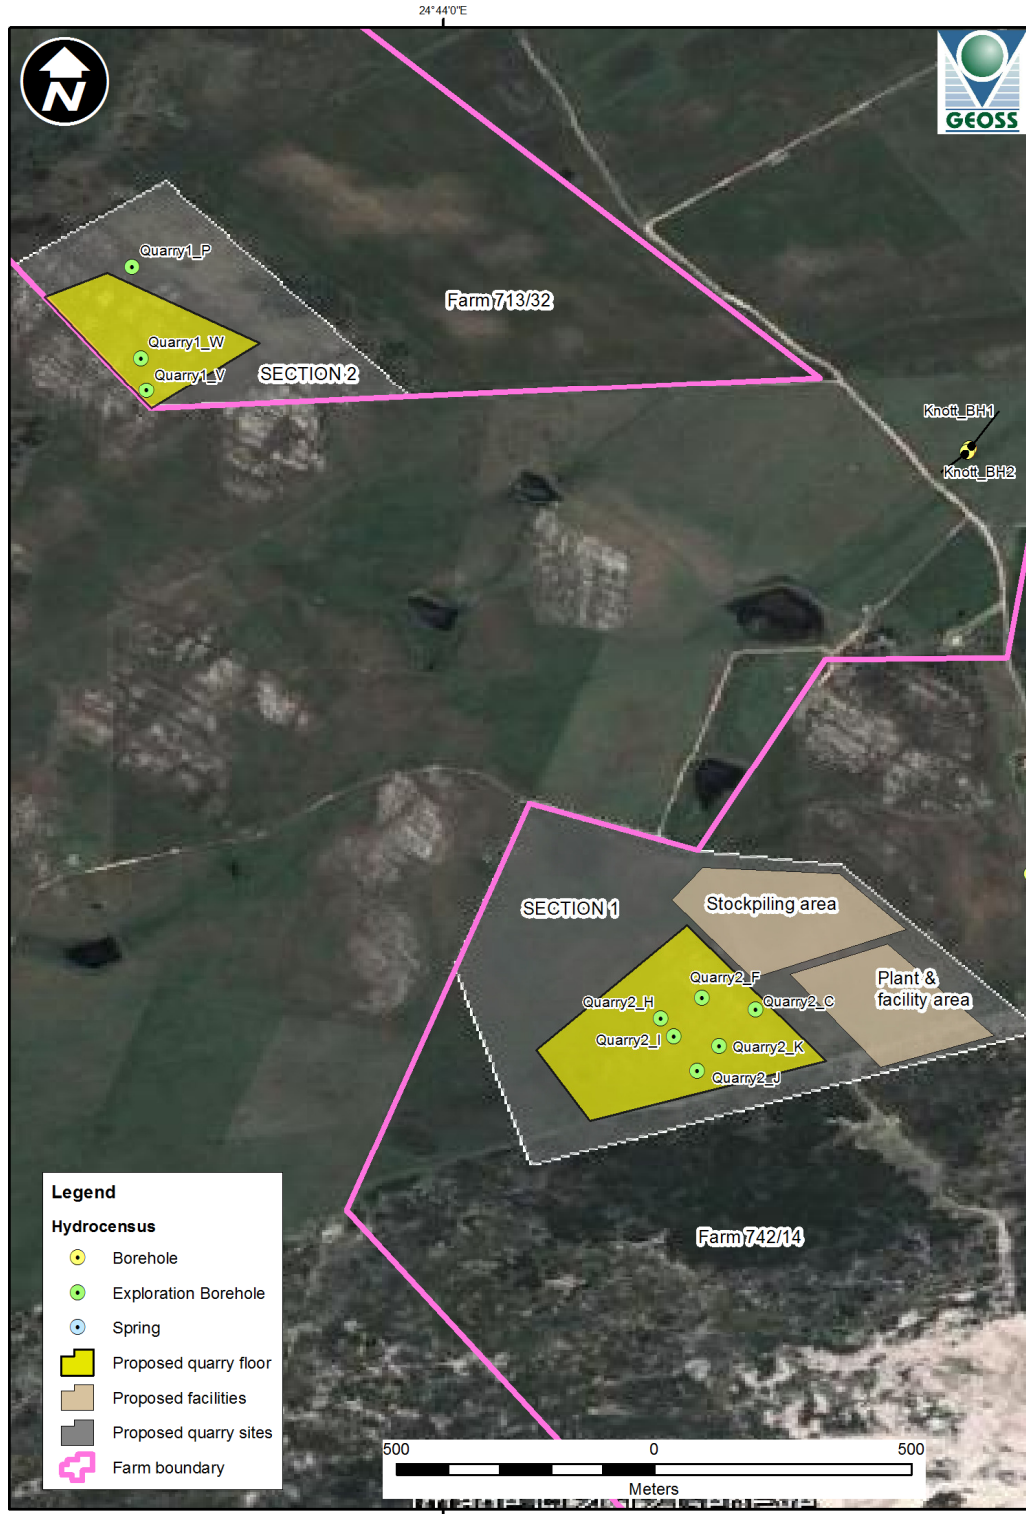 24°44'0"E
N
GEOSS
Quarry1_P
Farm 713/32
Quarry1_W
Quarry1_V
SECTION 2
Knott_BH1
Knott_BH2
SECTION 1
Stockpiling area
Plant &
facility area
Quarry2_F
Quarry2_H
Quarry2_C
Quarry2_I
Quarry2_K
Quarry2_J
Farm 742/14
Legend
Hydrocensus
Borehole
Exploration Borehole
Spring
Proposed quarry floor
Proposed facilities
Proposed quarry sites
Farm boundary
500 0 500
Meters